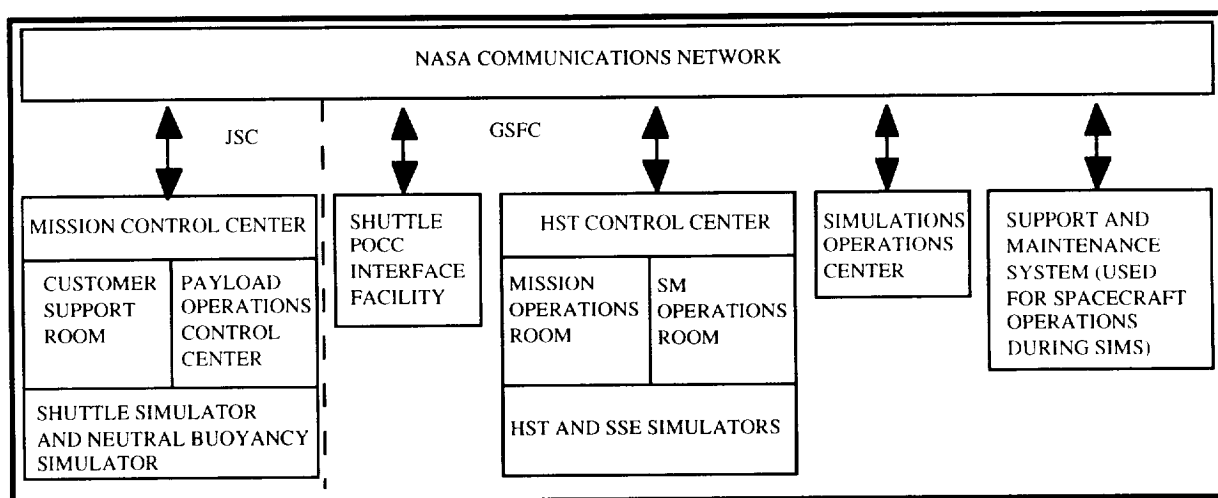 NASA COMMUNICATIONS NETWORK
JSC
GSFC
MISSION CONTROL CENTER
CUSTOMER
SUPPORT
ROOM
PAYLOAD
OPERATIONS
CONTROL
CENTER
SHUTTLE SIMULATOR
AND NEUTRAL BUOYANCY
SIMULATOR
SHUTTLE
POCC
INTERFACE
FACILITY
HST CONTROL CENTER
MISSION
OPERATIONS
ROOM
SM
OPERATIONS
ROOM
HST AND SSE SIMULATORS
SIMULATIONS
OPERATIONS
CENTER
SUPPORT AND
MAINTENANCE
SYSTEM (USED
FOR SPACECRAFT
OPERATIONS
DURING SIMS)